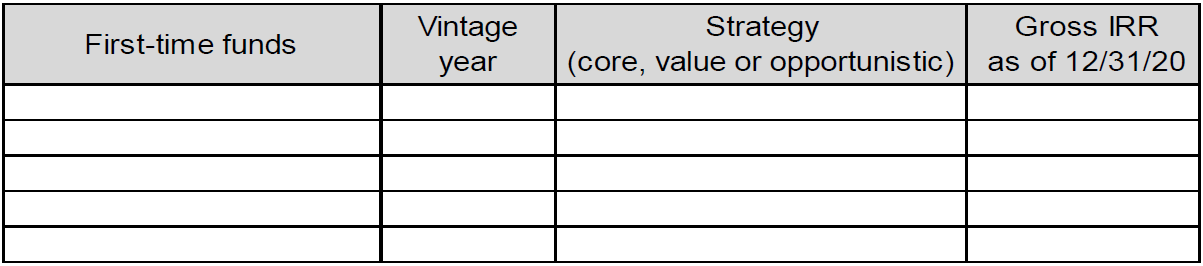 First-time funds
Vintage
year
Strategy
(core, value or opportunistic)
Gross IRR
as of 12/31/20